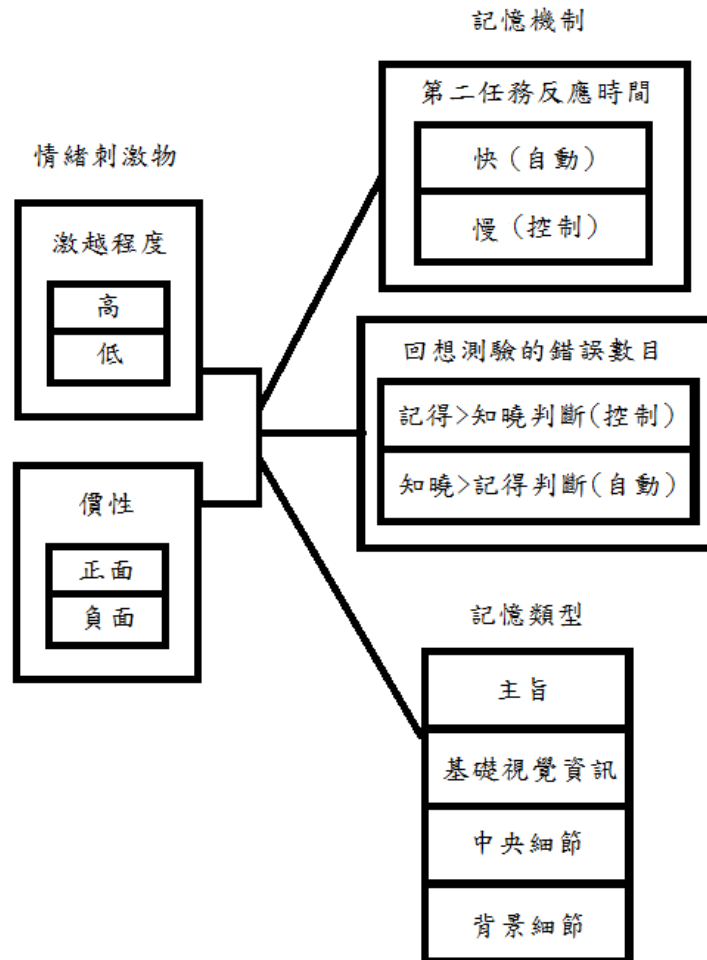 情緒刺激物
激越程度
高
低
價性
正面
負面
記憶機制
第二任務反應時間
快(自動)
慢(控制)
回想測驗的錯誤數目
記得>知曉判斷(控制)
知曉>記得判斷(自動)
記憶類型
主旨
基礎視覺資訊
中央細節
背景細節